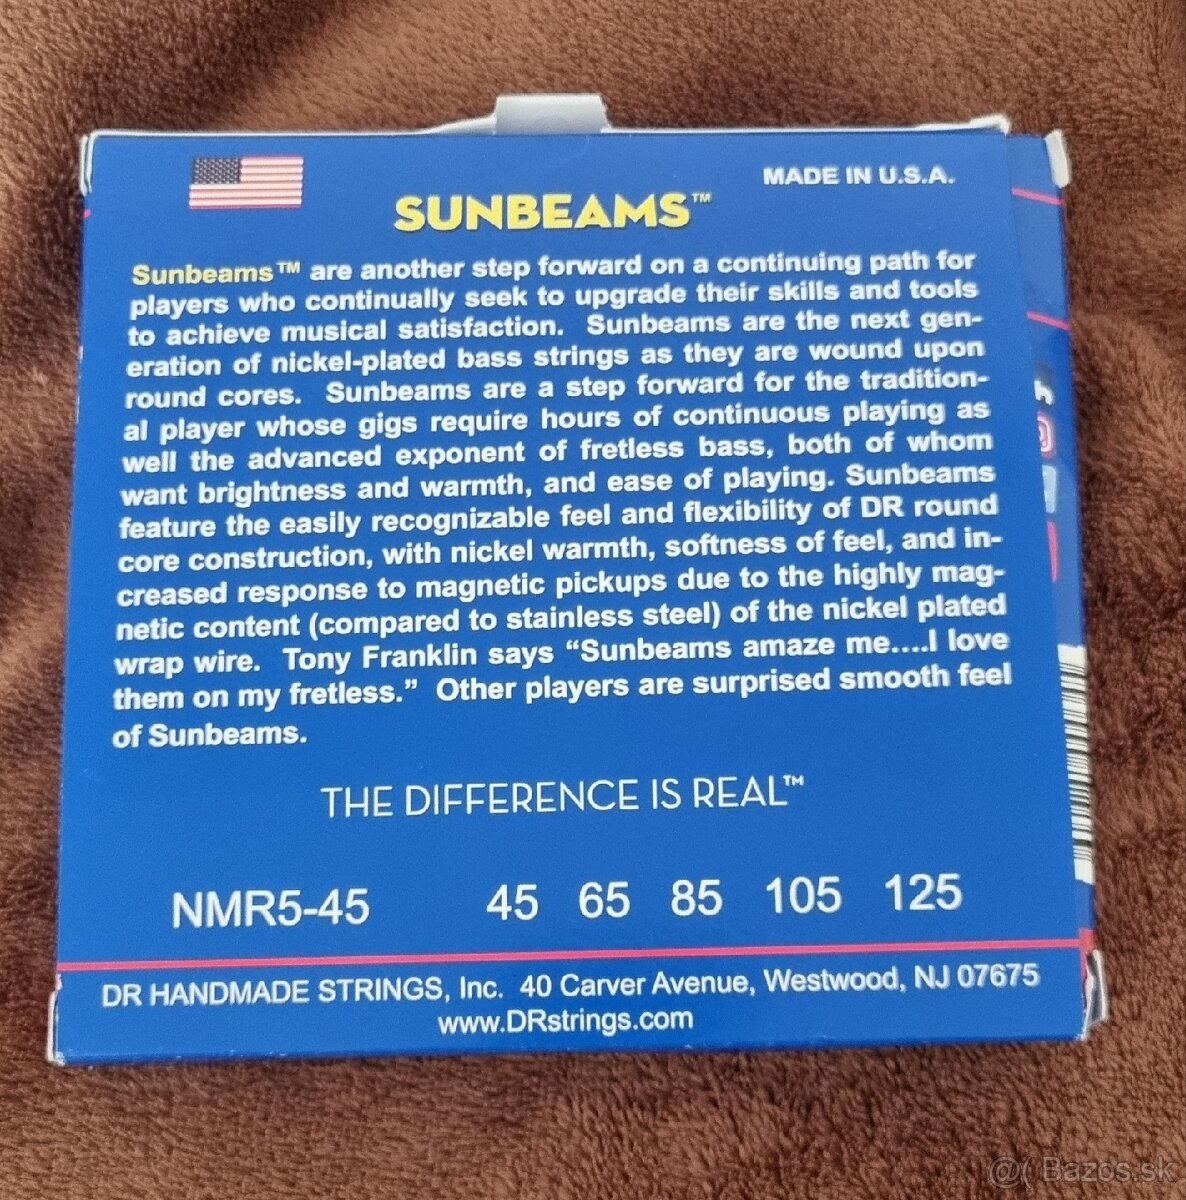 MADE IN U.S.A.
SUNBEAMS™
Sunbeams™ are another step forward on a continuing path for
players who continually seek to upgrade their skills and tools
to achieve musical satisfaction. Sunbeams are the next gen-
eration of nickel-plated bass strings as they are wound upon
round cores. Sunbeams are a step forward for the tradition-
al player whose gigs require hours of continuous playing as
well the advanced exponent of fretless bass, both of whom
want brightness and warmth, and ease of playing. Sunbeams
feature the easily recognizable feel and flexibility of DR round
core construction, with nickel warmth, softness of feel, and in-
creased response to magnetic pickups due to the highly mag-
netic content (compared to stainless steel) of the nickel plated
wrap wire. Tony Franklin says “Sunbeams amaze me....I love
them on my fretless.” Other players are surprised smooth feel
of Sunbeams.
THE DIFFERENCE IS REAL™
NMR5-45 45 65 85 105 125
DR HANDMADE STRINGS, Inc. 40 Carver Avenue, Westwood, NJ 07675
www.DRstrings.com
@( Bazos.sk